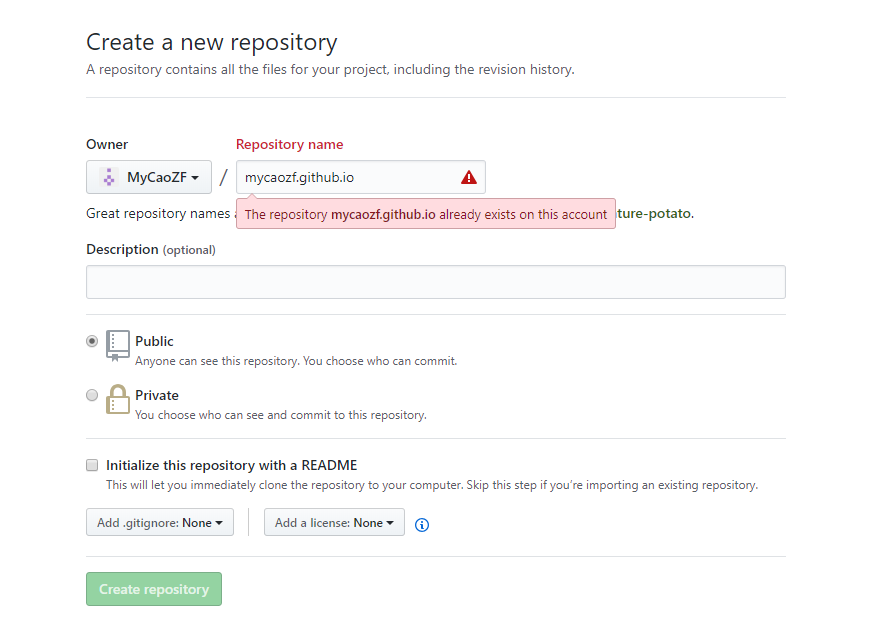 Create a new repository
A repository contains all the files for your project, including the revision history.
Owner Repository name
MyCaoZF / mycaozf.github.io
Great repository names ture-potato.
The repository mycaozf.github.io already exists on this account
Description (optional)
Public
Anyone can see this repository. You choose who can commit.
Private
You choose who can see and commit to this repository.
Initialize this repository with a README
This will let you immediately clone the repository to your computer. Skip this step if you’re importing an existing repository.
Add .gitignore: None Add a license: None
Create repository